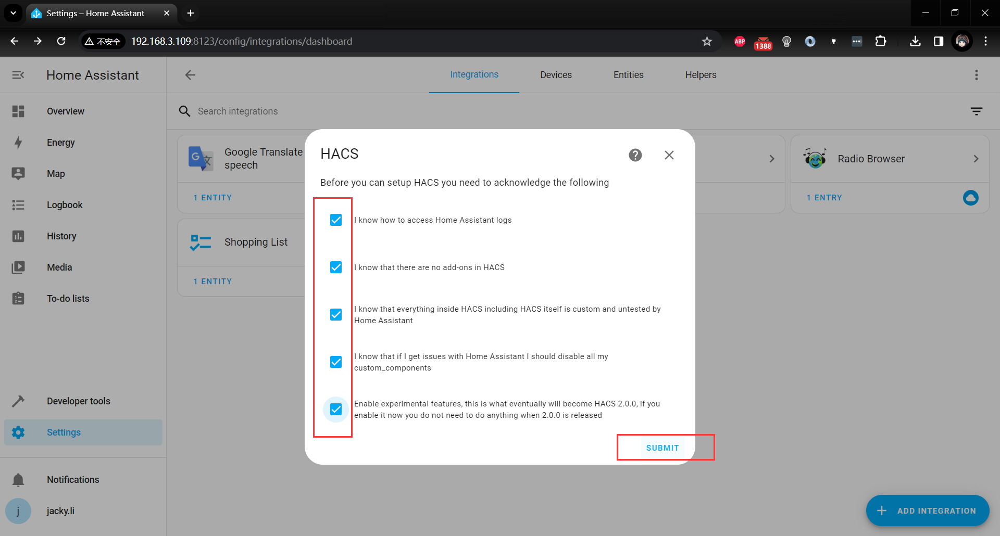 Settings – Home Assistant
不安全
192.168.3.109:8123/config/integrations/dashboard
ABP
1388
Home Assistant
Integrations
Devices
Entities
Helpers
Overview
Energy
Map
Logbook
History
Media
To-do lists
Developer tools
Settings
Notifications
j
jacky.li
Search integrations
Google Translate
speech
1 ENTITY
Shopping List
1 ENTITY
Radio Browser
1 ENTRY
HACS
Before you can setup HACS you need to acknowledge the following
I know how to access Home Assistant logs
I know that there are no add-ons in HACS
I know that everything inside HACS including HACS itself is custom and untested by
Home Assistant
I know that if I get issues with Home Assistant I should disable all my
custom_components
Enable experimental features, this is what eventually will become HACS 2.0.0, if you
enable it now you do not need to do anything when 2.0.0 is released
SUBMIT
ADD INTEGRATION